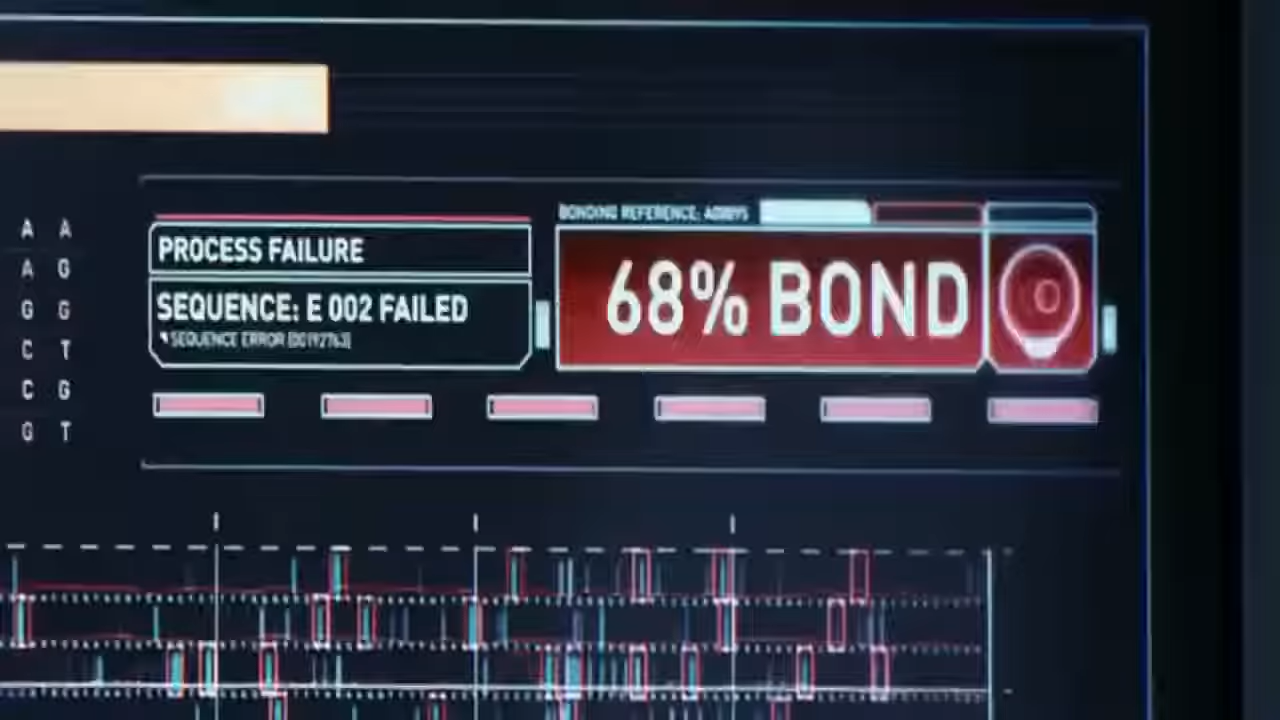 A A
A G
G G
C T
C G
G T
PROCESS FAILURE
SEQUENCE: E 002 FAILED
SEQUENCE ERROR
BONDING REFERENCE:
68% BOND